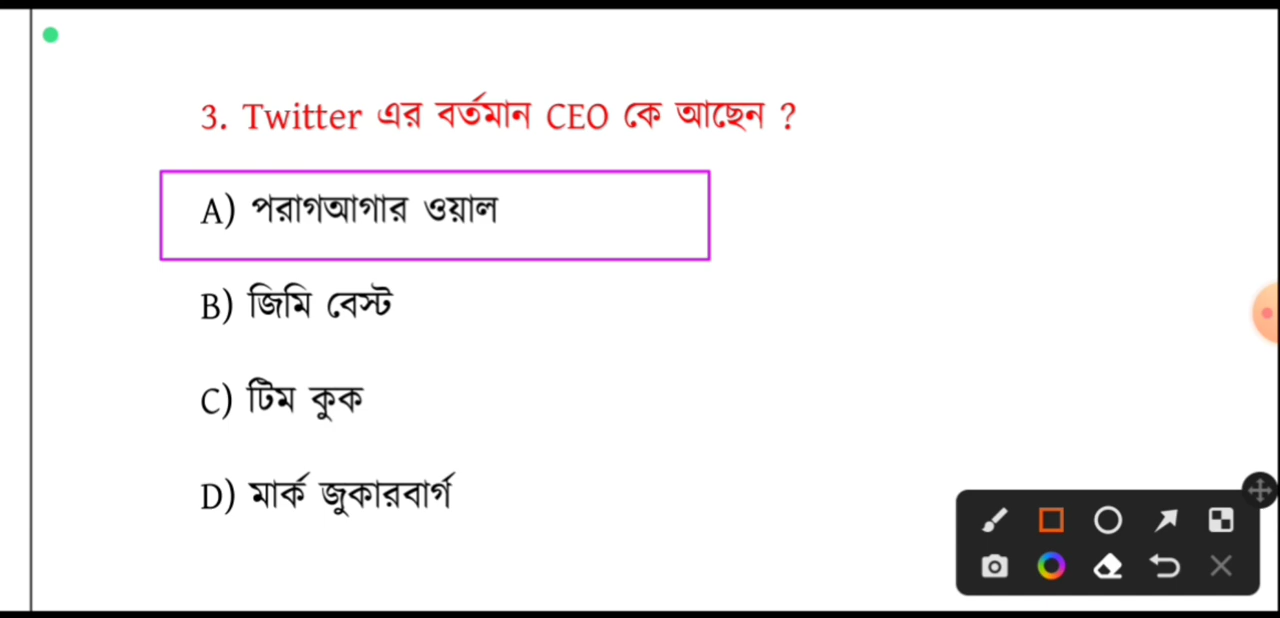 3. Twitter এর বর্তমান CEO কে আছেন ?
A) পরাগআগার ওয়াল
B) জিমি বেস্ট
C) টিম কুক
D) মার্ক জুকারবার্গ